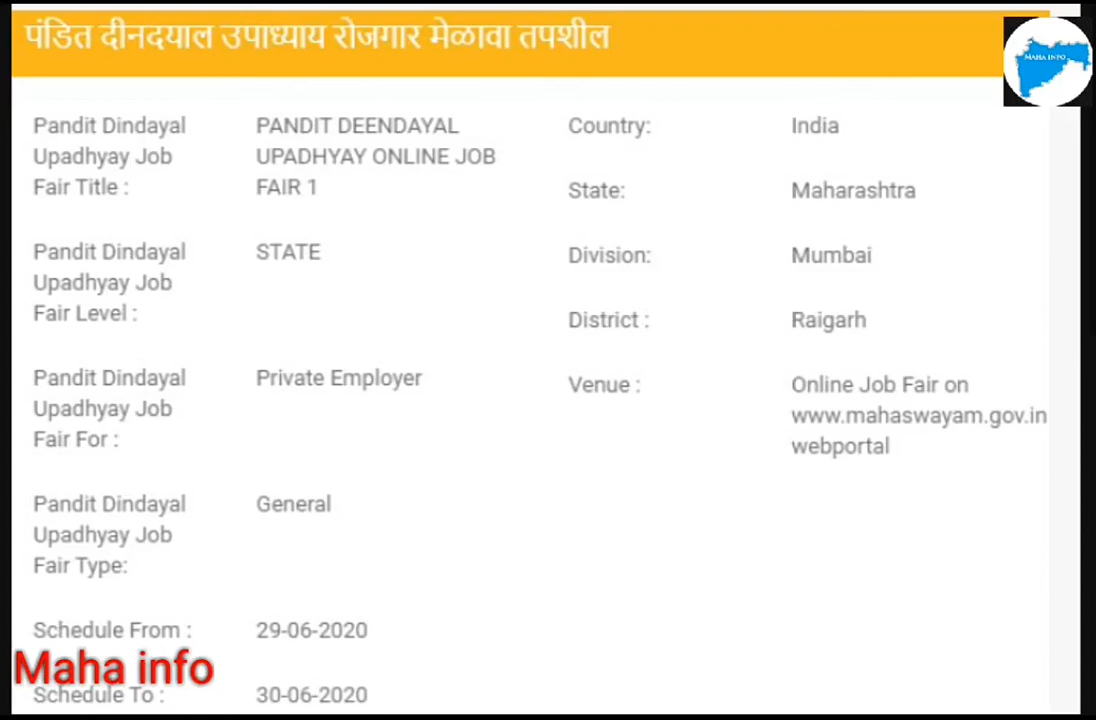 पंडित दीनदयाल उपाध्याय रोजगार मेळावा तपशील
MAHA INFO
Pandit Dindayal
Upadhyay Job
Fair Title :
PANDIT DEENDAYAL
UPADHYAY ONLINE JOB
FAIR 1
Pandit Dindayal
Upadhyay Job
Fair Level :
STATE
Pandit Dindayal
Upadhyay Job
Fair For :
Private Employer
Pandit Dindayal
Upadhyay Job
Fair Type:
General
Schedule From :
29-06-2020
Maha info
Schedule To :
30-06-2020
Country:
India
State:
Maharashtra
Division:
Mumbai
District :
Raigarh
Venue :
Online Job Fair on
www.mahaswayam.gov.in
webportal